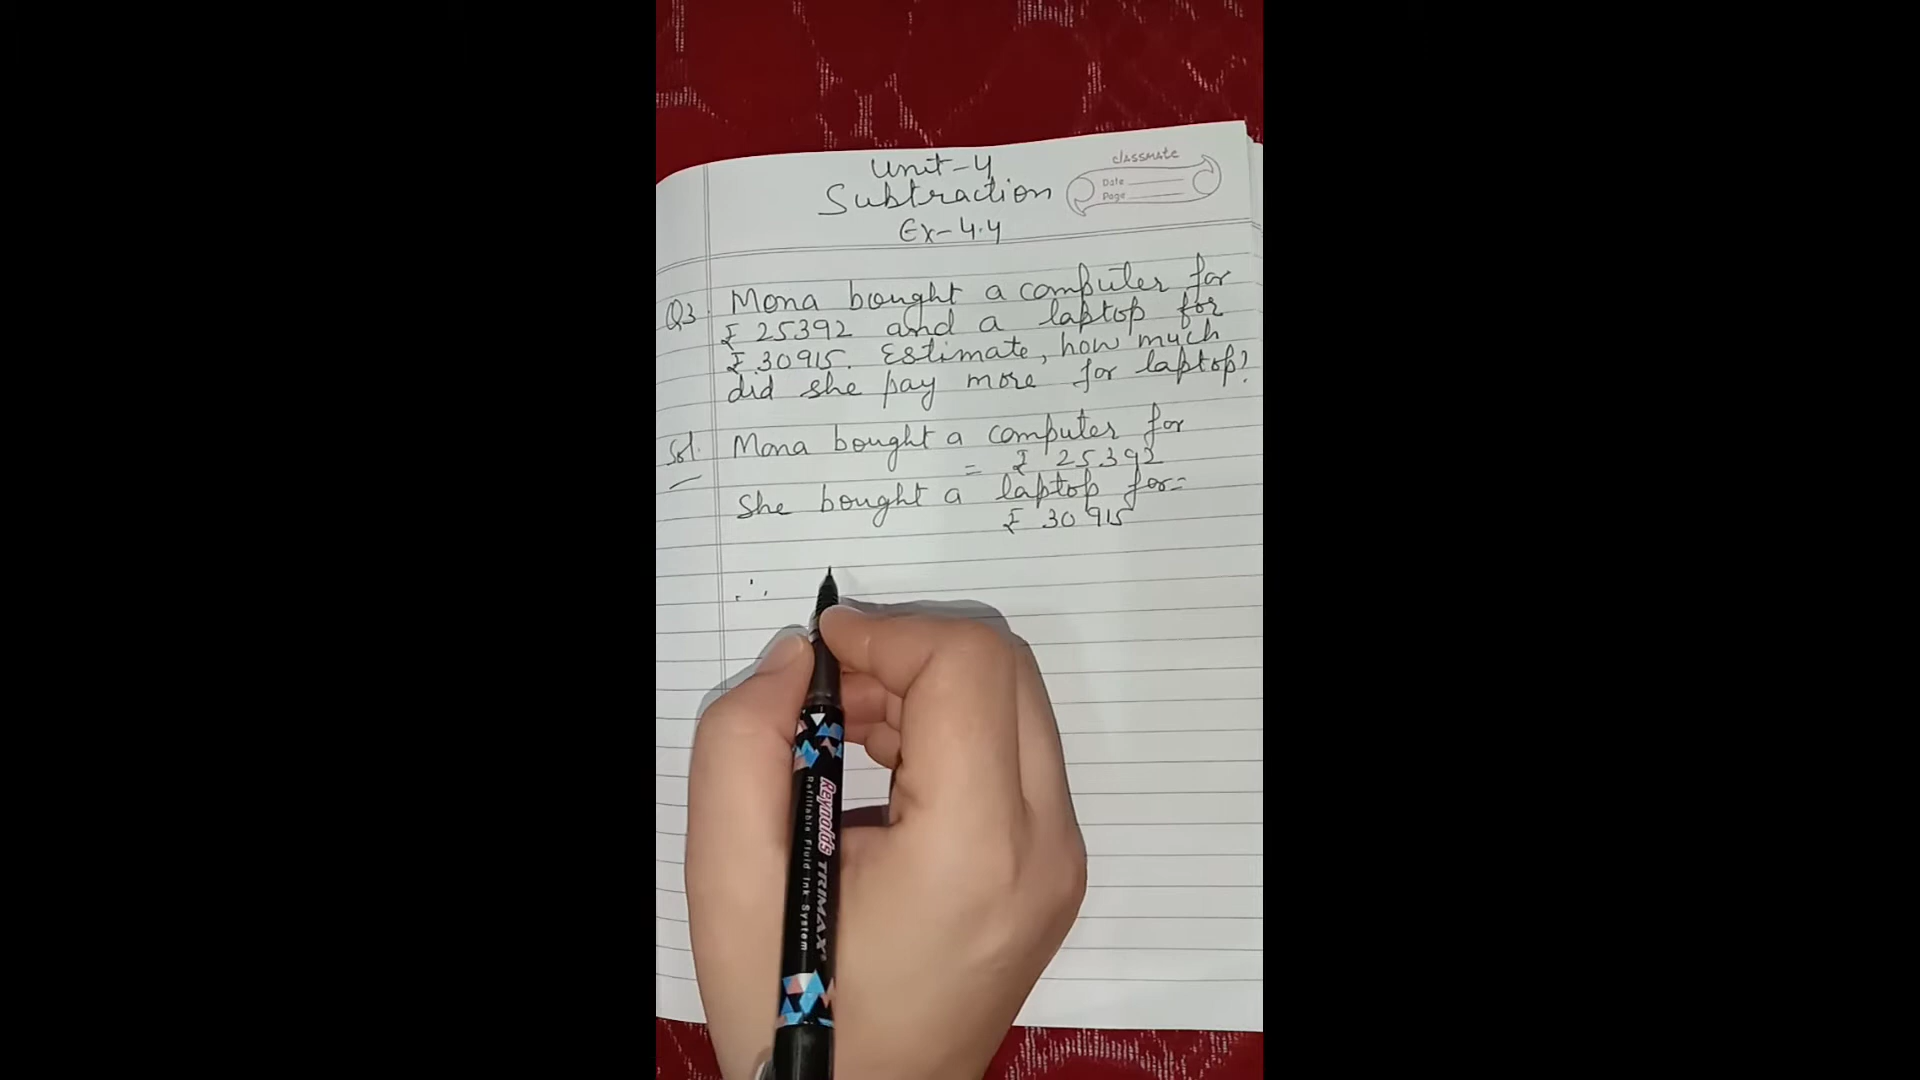 Unit-4
Subtraction
Ex-4.4
classmate
Date
Page
Q3. Mona bought a computer for
₹ 25392 and a laptop for
₹ 30915. Estimate, how much
did she pay more for laptop?
Sol. Mona bought a computer for
= ₹ 25392
She bought a laptop for=
₹ 30915
∴
Reynolds TRIMAX
Refillable Fluid Ink System